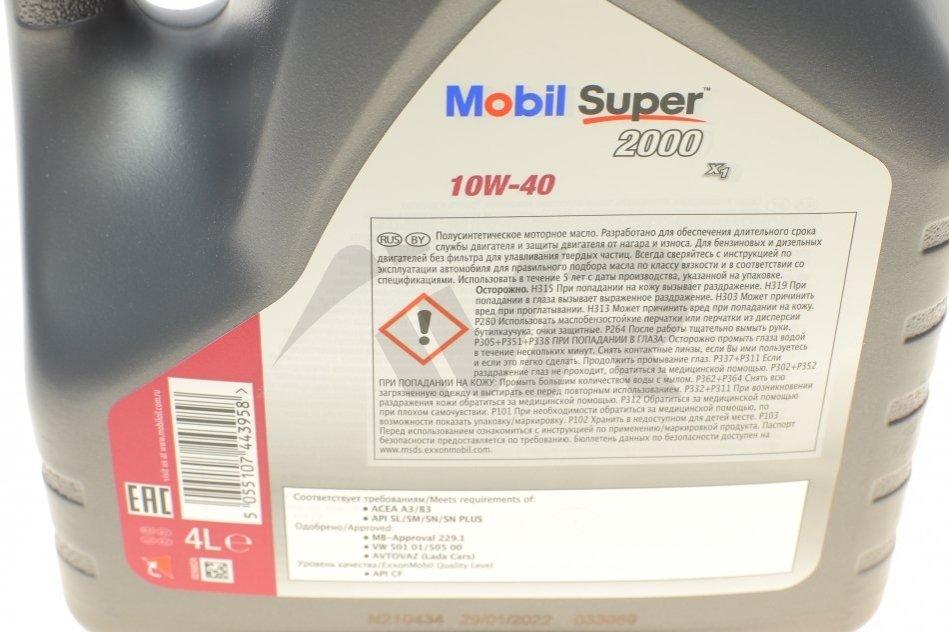 Mobil Super™
2000
X1
10W-40
RUS BY Полусинтетическое моторное масло. Разработано для обеспечения длительного срока
службы двигателя и защиты двигателя от нагара и износа. Для бензиновых и дизельных
двигателей без фильтра для улавливания твердых частиц. Всегда сверяйтесь с инструкцией по
эксплуатации автомобиля для правильного подбора масла по классу вязкости и в соответствии со
спецификациями. Использовать в течение 5 лет с даты производства, указанной на упаковке.
Осторожно. H315 При попадании на кожу вызывает раздражение. H319 При
попадании в глаза вызывает выраженное раздражение. H303 Может причинить
вред при проглатывании. H313 Может причинить вред при попадании на кожу.
P280 Использовать маслобензостойкие перчатки или перчатки из дисперсии
бутилкаучука; очки защитные. P264 После работы тщательно вымыть руки.
P305+P351+P338 ПРИ ПОПАДАНИИ В ГЛАЗА: Осторожно промыть глаза водой
в течение нескольких минут. Снять контактные линзы, если Вы ими пользуетесь
и если это легко сделать. Продолжить промывание глаз. P337+P311 Если
раздражение глаз не проходит, обратиться за медицинской помощью. P302+P352
ПРИ ПОПАДАНИИ НА КОЖУ: Промыть большим количеством воды с мылом. P362+P364 Снять всю
загрязненную одежду и выстирать ее перед повторным использованием. P332+P311 При возникновении
раздражения кожи обратиться за медицинской помощью. P312 Обратиться за медицинской помощью
при плохом самочувствии. P101 При необходимости обратиться за медицинской помощью, по
возможности показать упаковку/маркировку. P102 Хранить в недоступном для детей месте. P103
Перед использованием ознакомиться с инструкцией по применению/маркировкой продукта. Паспорт
безопасности предоставляется по требованию. Бюллетень данных по безопасности доступен на
www.msds.exxonmobil.com.
visit us at www.mobiloil.com.ru
5 055107 443958 >
EAC
4L e
Соответствует требованиям/Meets requirements of:
• ACEA A3/B3
• API SL/SM/SN/SN PLUS
Одобрено/Approved:
• MB-Approval 229.1
• VW 501 01/505 00
• AVTOVAZ (Lada Cars)
Уровень качества/ExxonMobil Quality Level
• API CF
N210434 29/01/2022 033069